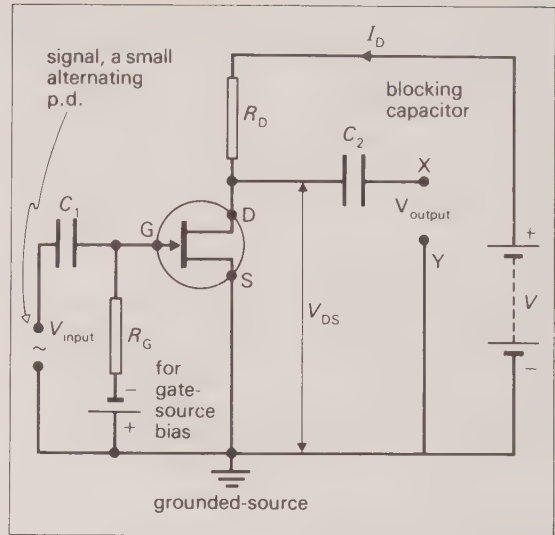 signal, a small
alternating
p.d.
I_D
R_D
blocking
capacitor
C_2
X
C_1
G
D
S
V_output
Y
V_input
~
R_G
V_DS
+
V
−
for
gate-
source
bias
−
+
grounded-source